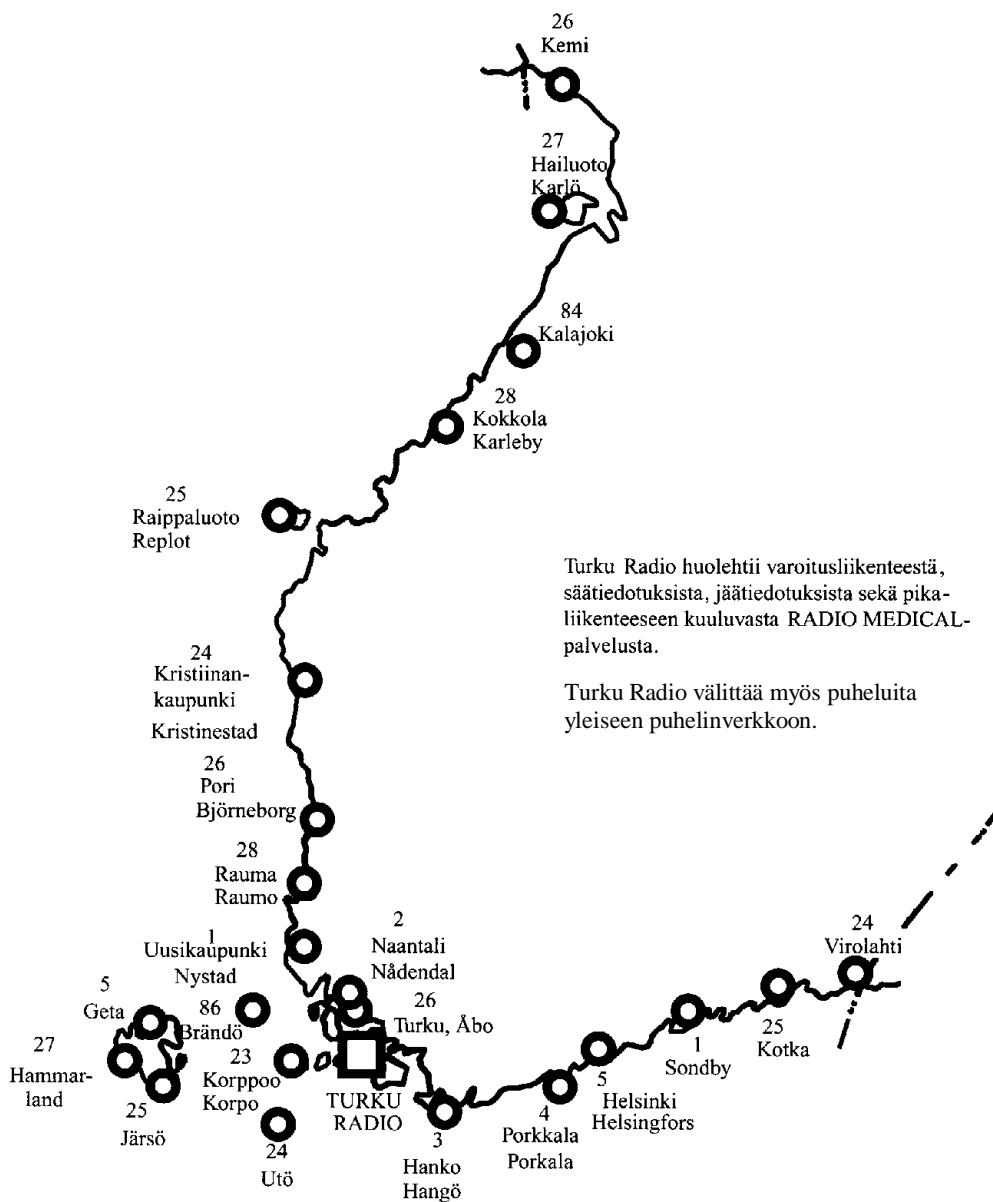 26
Kemi
27
Hailuoto
Karlö
84
Kalajoki
28
Kokkola
Karleby
25
Raippaluoto
Replot
Turku Radio huolehtii varoitusliikenteestä,
säätiedotuksista, jäätiedotuksista sekä pika-
liikenteeseen kuuluvasta RADIO MEDICAL-
palvelusta.
Turku Radio välittää myös puheluita
yleiseen puhelinverkkoon.
24
Kristiinan-
kaupunki
Kristinestad
26
Pori
Björneborg
28
Rauma
Raumo
1
Uusikaupunki
Nystad
2
Naantali
Nådendal
26
Turku, Åbo
5
Geta
86
Brändö
27
Hammar-
land
25
Järsö
23
Korppoo
Korpo
24
Utö
TURKU
RADIO
3
Hanko
Hangö
4
Porkkala
Porkala
5
Helsinki
Helsingfors
1
Sondby
25
Kotka
24
Virolahti